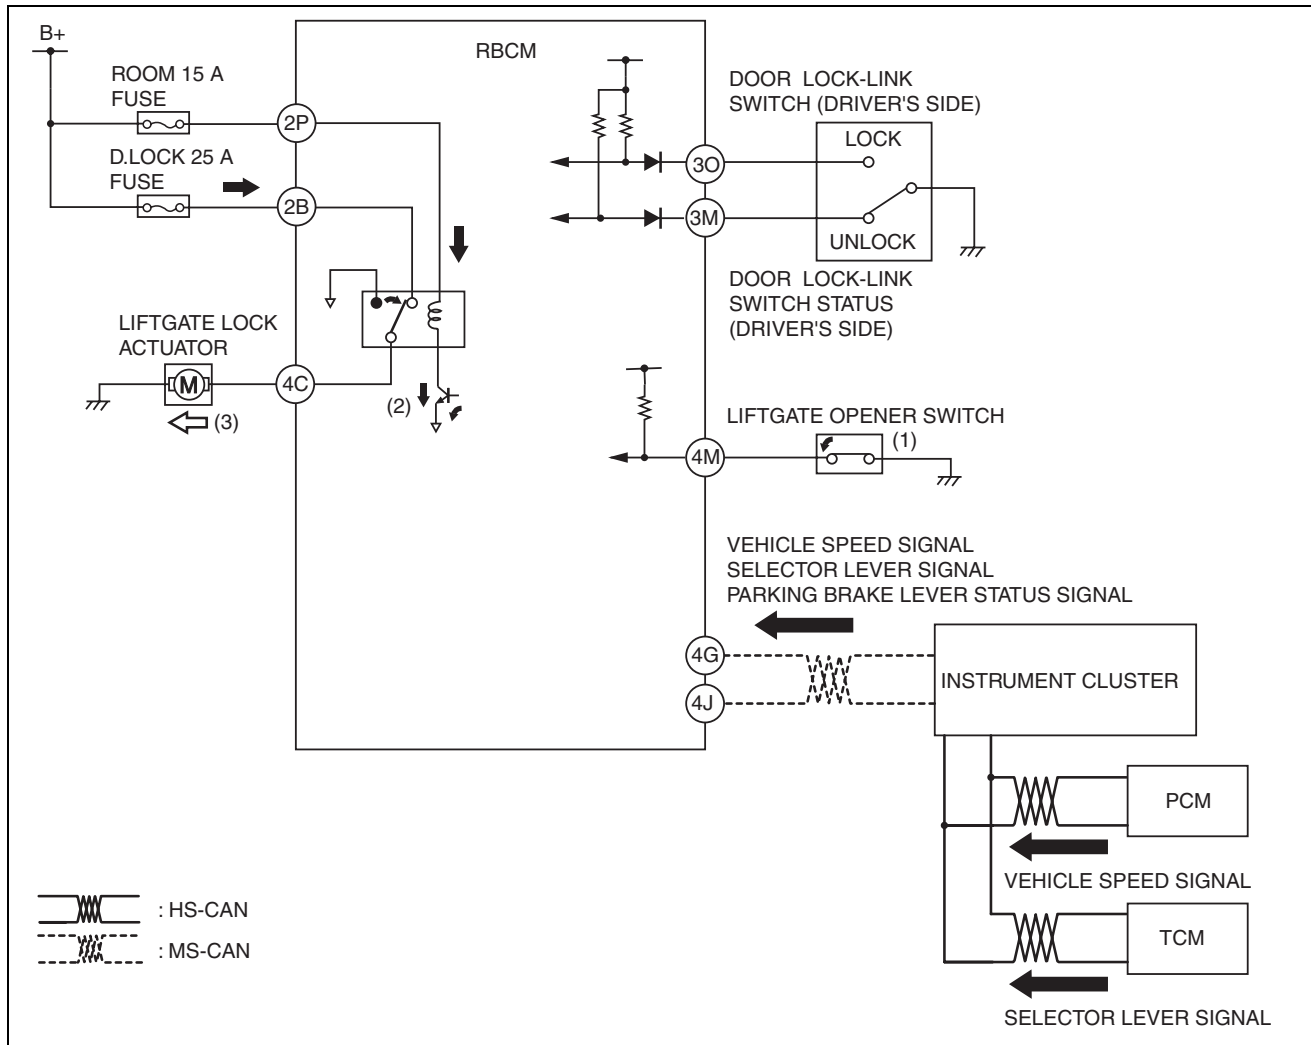 B+
RBCM
ROOM 15 A
FUSE
2P
D.LOCK 25 A
FUSE
2B
DOOR LOCK-LINK
SWITCH (DRIVER'S SIDE)
LOCK
3O
3M
UNLOCK
DOOR LOCK-LINK
SWITCH STATUS
(DRIVER'S SIDE)
LIFTGATE LOCK
ACTUATOR
M
4C
(2)
(3)
LIFTGATE OPENER SWITCH
(1)
4M
VEHICLE SPEED SIGNAL
SELECTOR LEVER SIGNAL
PARKING BRAKE LEVER STATUS SIGNAL
4G
4J
INSTRUMENT CLUSTER
PCM
VEHICLE SPEED SIGNAL
TCM
SELECTOR LEVER SIGNAL
: HS-CAN
: MS-CAN